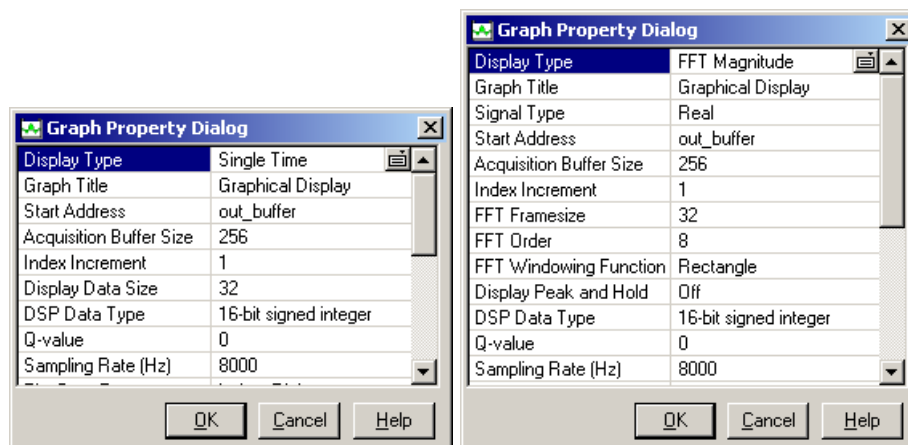 Graph Property Dialog
Display Type Single Time
Graph Title Graphical Display
Start Address out_buffer
Acquisition Buffer Size 256
Index Increment 1
Display Data Size 32
DSP Data Type 16-bit signed integer
Q-value 0
Sampling Rate (Hz) 8000
OK Cancel Help
Graph Property Dialog
Display Type FFT Magnitude
Graph Title Graphical Display
Signal Type Real
Start Address out_buffer
Acquisition Buffer Size 256
Index Increment 1
FFT Framesize 32
FFT Order 8
FFT Windowing Function Rectangle
Display Peak and Hold Off
DSP Data Type 16-bit signed integer
Q-value 0
Sampling Rate (Hz) 8000
OK Cancel Help